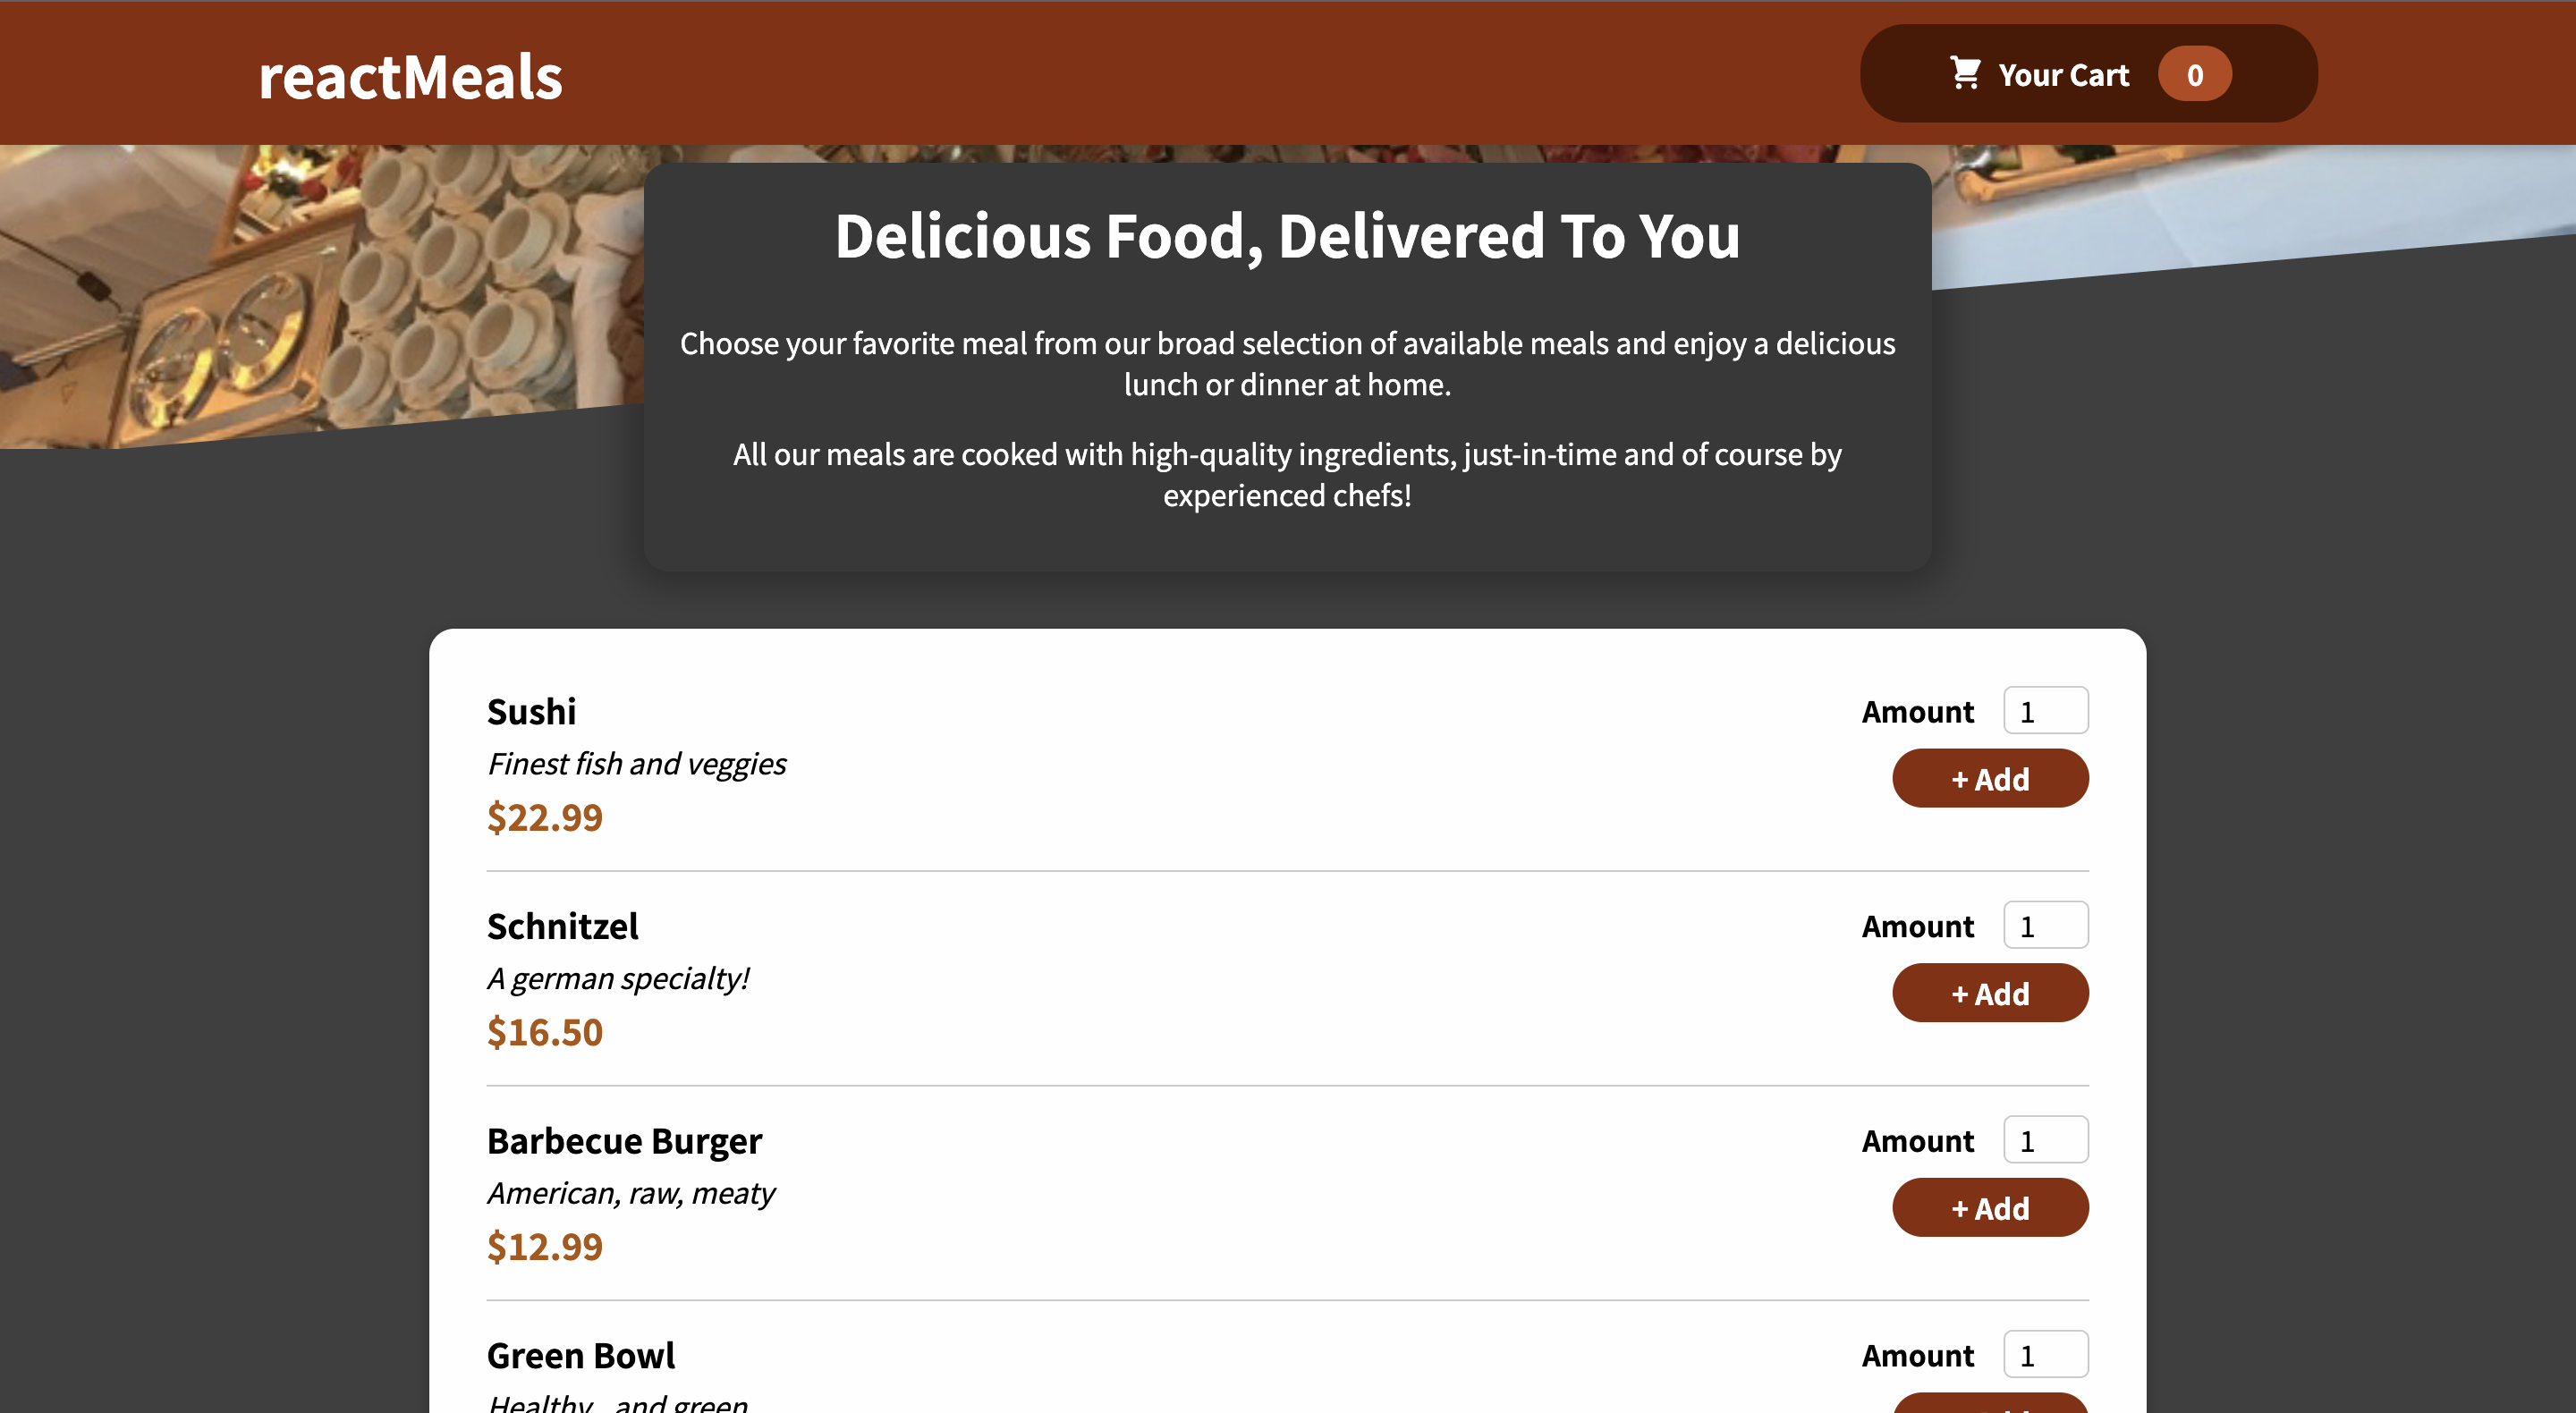 reactMeals
Your Cart 0
Delicious Food, Delivered To You
Choose your favorite meal from our broad selection of available meals and enjoy a delicious
lunch or dinner at home.
All our meals are cooked with high-quality ingredients, just-in-time and of course by
experienced chefs!
Sushi
Finest fish and veggies
$22.99
Amount 1
+ Add
Schnitzel
A german specialty!
$16.50
Amount 1
+ Add
Barbecue Burger
American, raw, meaty
$12.99
Amount 1
+ Add
Green Bowl
Healthy...and green...
Amount 1